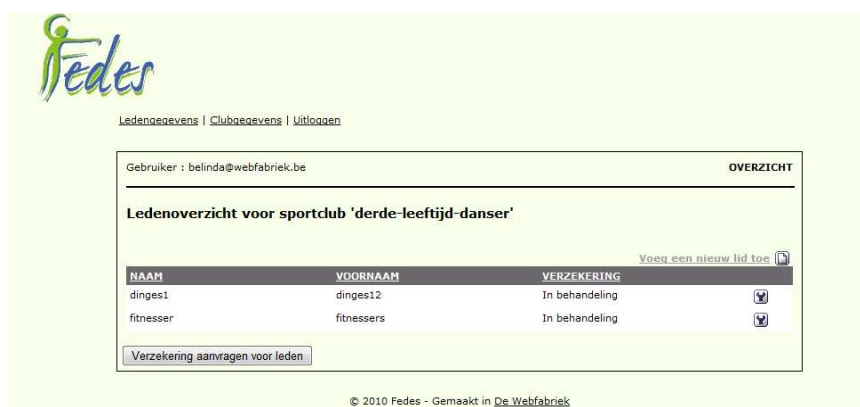 Fedes
Ledengegevens | Clubgegevens | Uitloggen
Gebruiker : belinda@webfabriek.be OVERZICHT
Ledenoverzicht voor sportclub 'derde-leeftijd-danser'
Voeg een nieuw lid toe
NAAM VOORNAAM VERZEKERING
dinges1 dinges12 In behandeling
fitnesser fitnessers In behandeling
Verzekering aanvragen voor leden
© 2010 Fedes - Gemaakt in De Webfabriek